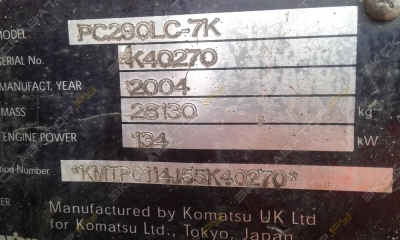 MODEL PC290LC-7K
SERIAL No. K40270
MANUFACT. YEAR 2004
MASS 28130 kg
ENGINE POWER 134 kW
Number *KMTPC114J55K40270*
Manufactured by Komatsu UK Ltd
for Komatsu Ltd., Tokyo, Japan